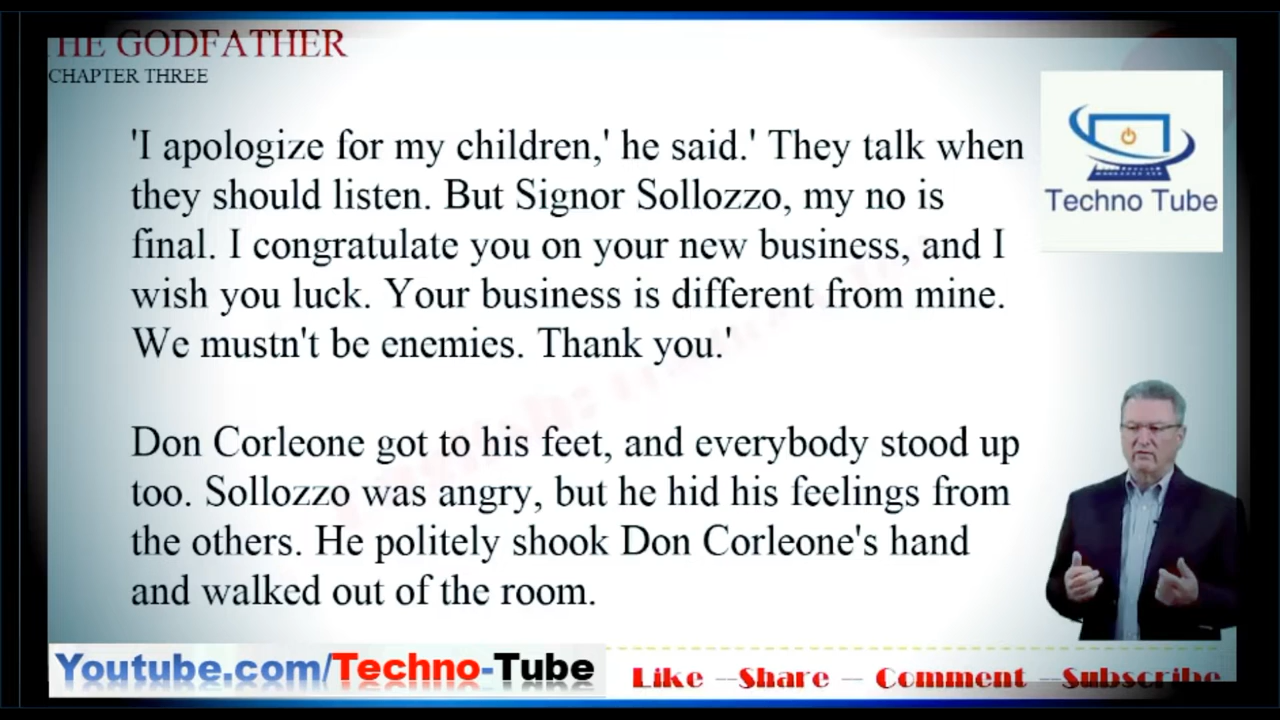 THE GODFATHER
CHAPTER THREE
'I apologize for my children,' he said.' They talk when
they should listen. But Signor Sollozzo, my no is
final. I congratulate you on your new business, and I
wish you luck. Your business is different from mine.
We mustn't be enemies. Thank you.'
Techno Tube
Don Corleone got to his feet, and everybody stood up
too. Sollozzo was angry, but he hid his feelings from
the others. He politely shook Don Corleone's hand
and walked out of the room.
Youtube.com/Techno-Tube
Like --Share -- Comment --Subscribe